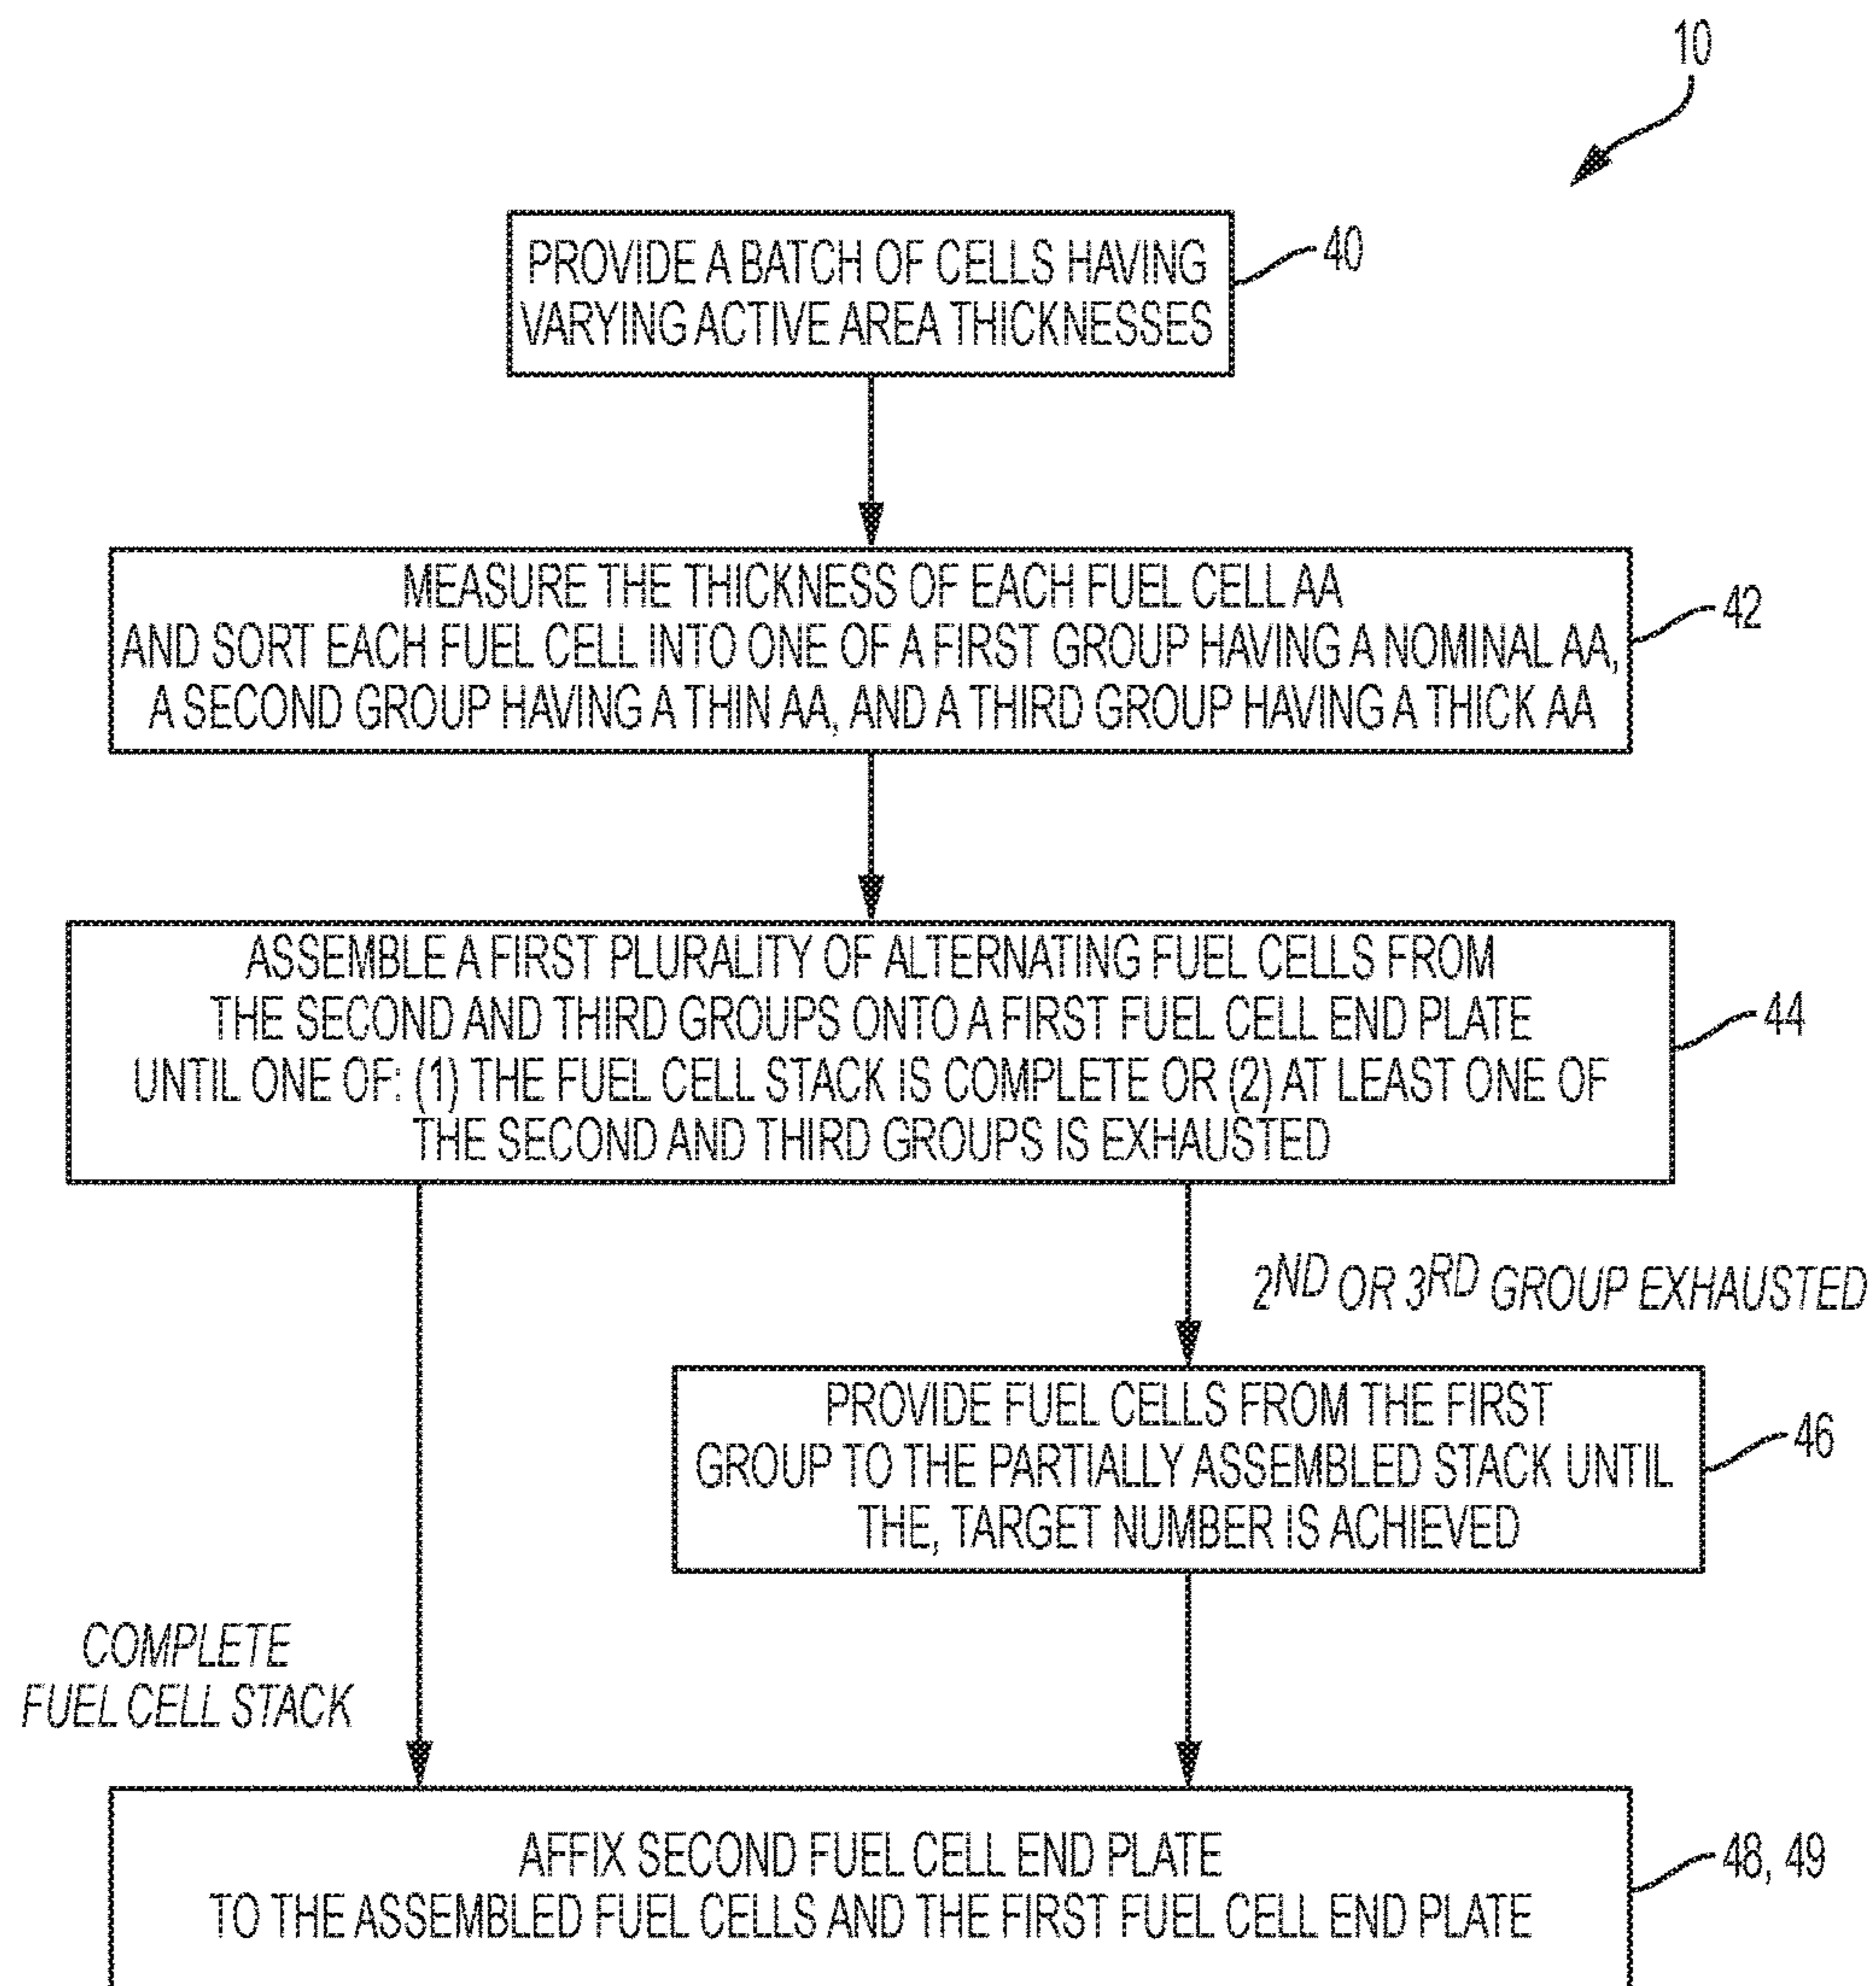 10
PROVIDE A BATCH OF CELLS HAVING
VARYING ACTIVE AREA THICKNESSES
40
MEASURE THE THICKNESS OF EACH FUEL CELL AA
AND SORT EACH FUEL CELL INTO ONE OF A FIRST GROUP HAVING A NOMINAL AA,
A SECOND GROUP HAVING A THIN AA, AND A THIRD GROUP HAVING A THICK AA
42
ASSEMBLE A FIRST PLURALITY OF ALTERNATING FUEL CELLS FROM
THE SECOND AND THIRD GROUPS ONTO A FIRST FUEL CELL END PLATE
UNTIL ONE OF: (1) THE FUEL CELL STACK IS COMPLETE OR (2) AT LEAST ONE OF
THE SECOND AND THIRD GROUPS IS EXHAUSTED
44
2ND OR 3RD GROUP EXHAUSTED
PROVIDE FUEL CELLS FROM THE FIRST
GROUP TO THE PARTIALLY ASSEMBLED STACK UNTIL
THE, TARGET NUMBER IS ACHIEVED
46
COMPLETE
FUEL CELL STACK
AFFIX SECOND FUEL CELL END PLATE
TO THE ASSEMBLED FUEL CELLS AND THE FIRST FUEL CELL END PLATE
48, 49